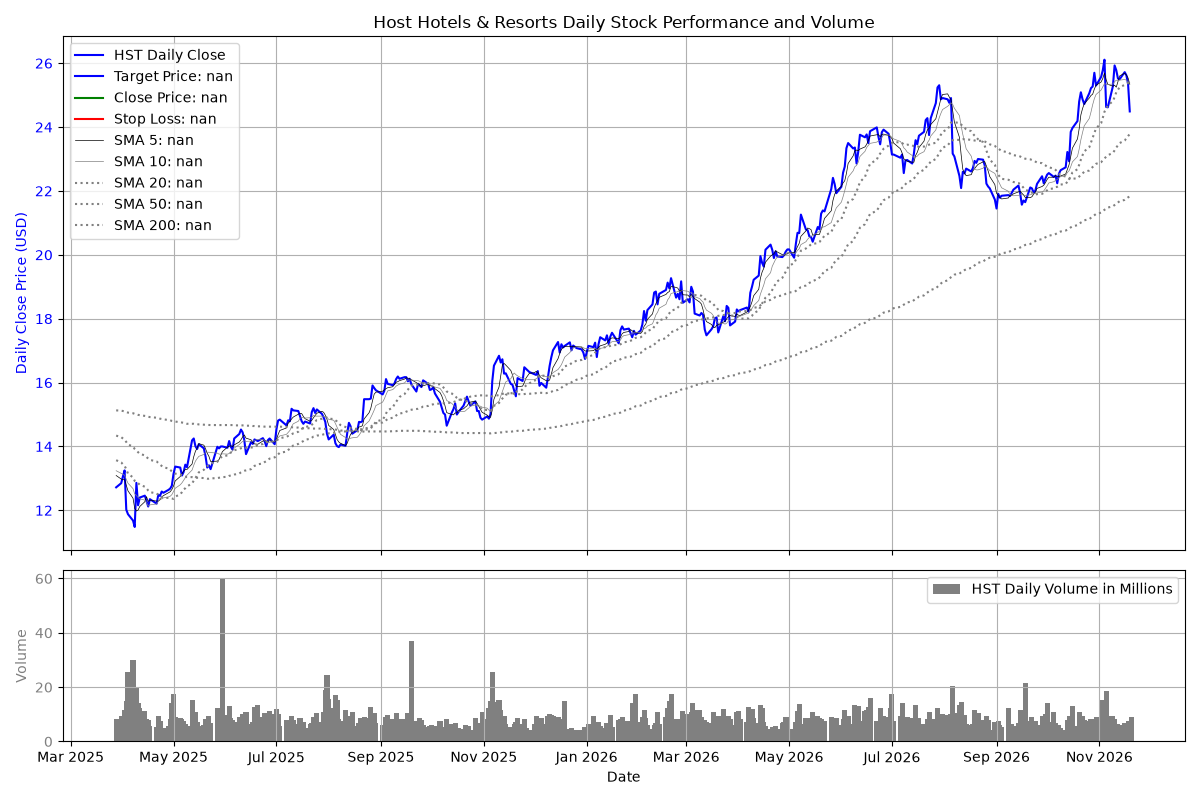 Host Hotels & Resorts Daily Stock Performance and Volume
HST Daily Close
Target Price: nan
Close Price: nan
Stop Loss: nan
SMA 5: nan
SMA 10: nan
SMA 20: nan
SMA 50: nan
SMA 200: nan
26
24
22
20
18
16
14
12
Daily Close Price (USD)
HST Daily Volume in Millions
60
40
20
0
Volume
Mar 2025 May 2025 Jul 2025 Sep 2025 Nov 2025 Jan 2026 Mar 2026 May 2026 Jul 2026 Sep 2026 Nov 2026
Date